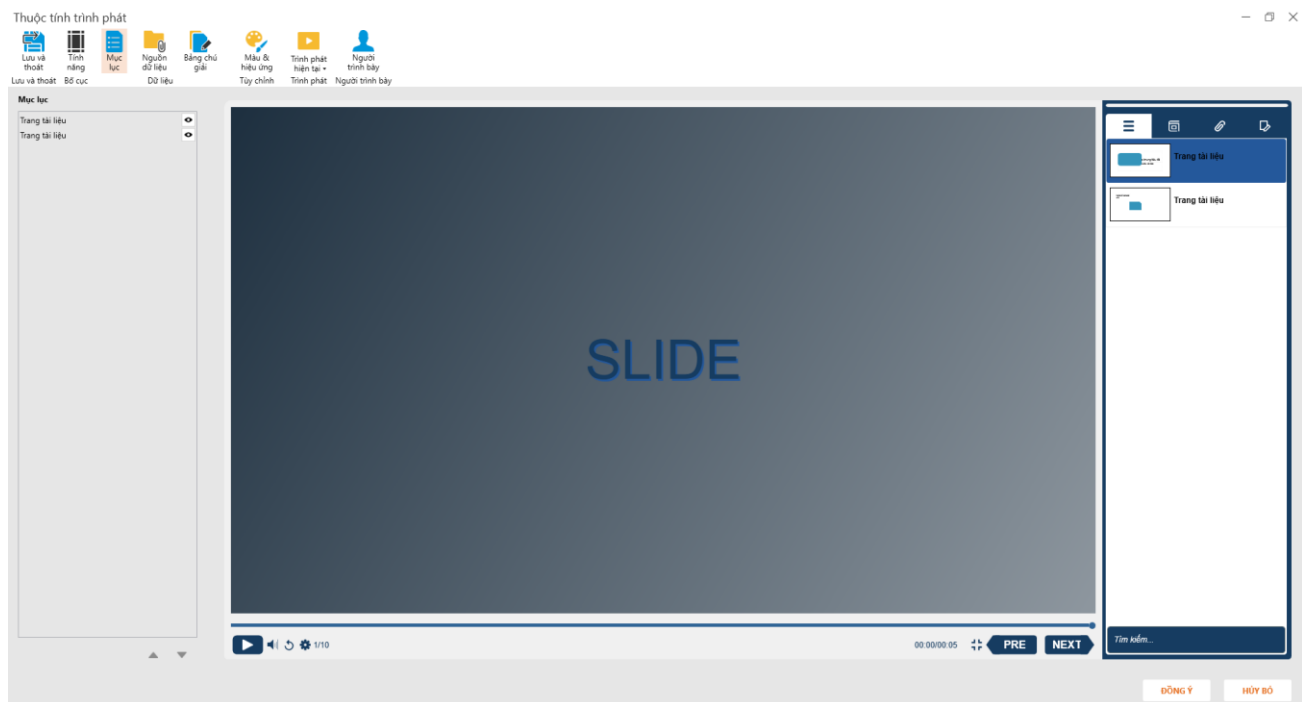 Thuộc tính trình phát
Lưu và thoát
Tính năng
Mục lục
Nguồn dữ liệu
Bảng chú giải
Màu & hiệu ứng
Trình phát hiện tại
Người trình bày
Lưu và thoát
Bố cục
Dữ liệu
Tùy chỉnh
Trình phát
Người trình bày
Mục lục
Trang tài liệu
Trang tài liệu
SLIDE
1/10
00:00/00:05
PRE
NEXT
Trang tài liệu
Trang tài liệu
Tìm kiếm...
ĐỒNG Ý
HỦY BỎ